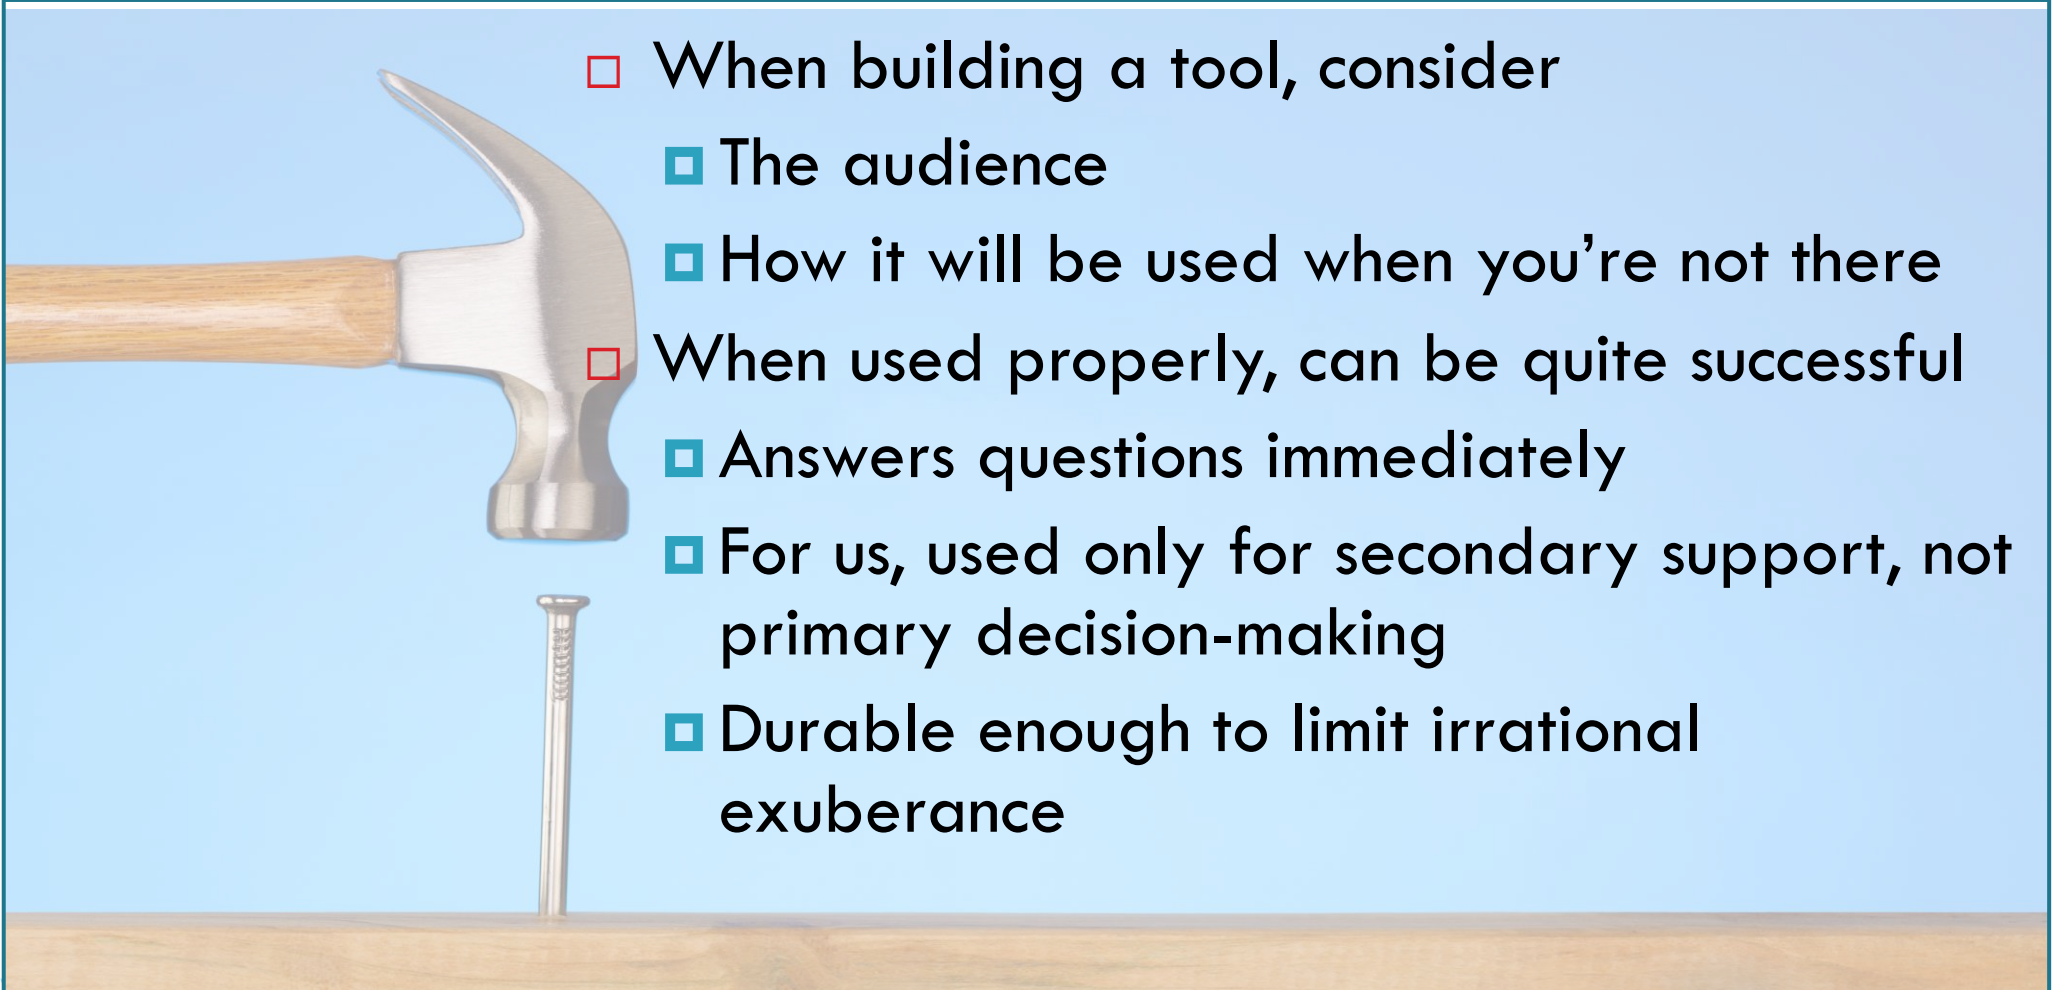 When building a tool, consider
The audience
How it will be used when you’re not there
When used properly, can be quite successful
Answers questions immediately
For us, used only for secondary support, not
primary decision-making
Durable enough to limit irrational
exuberance